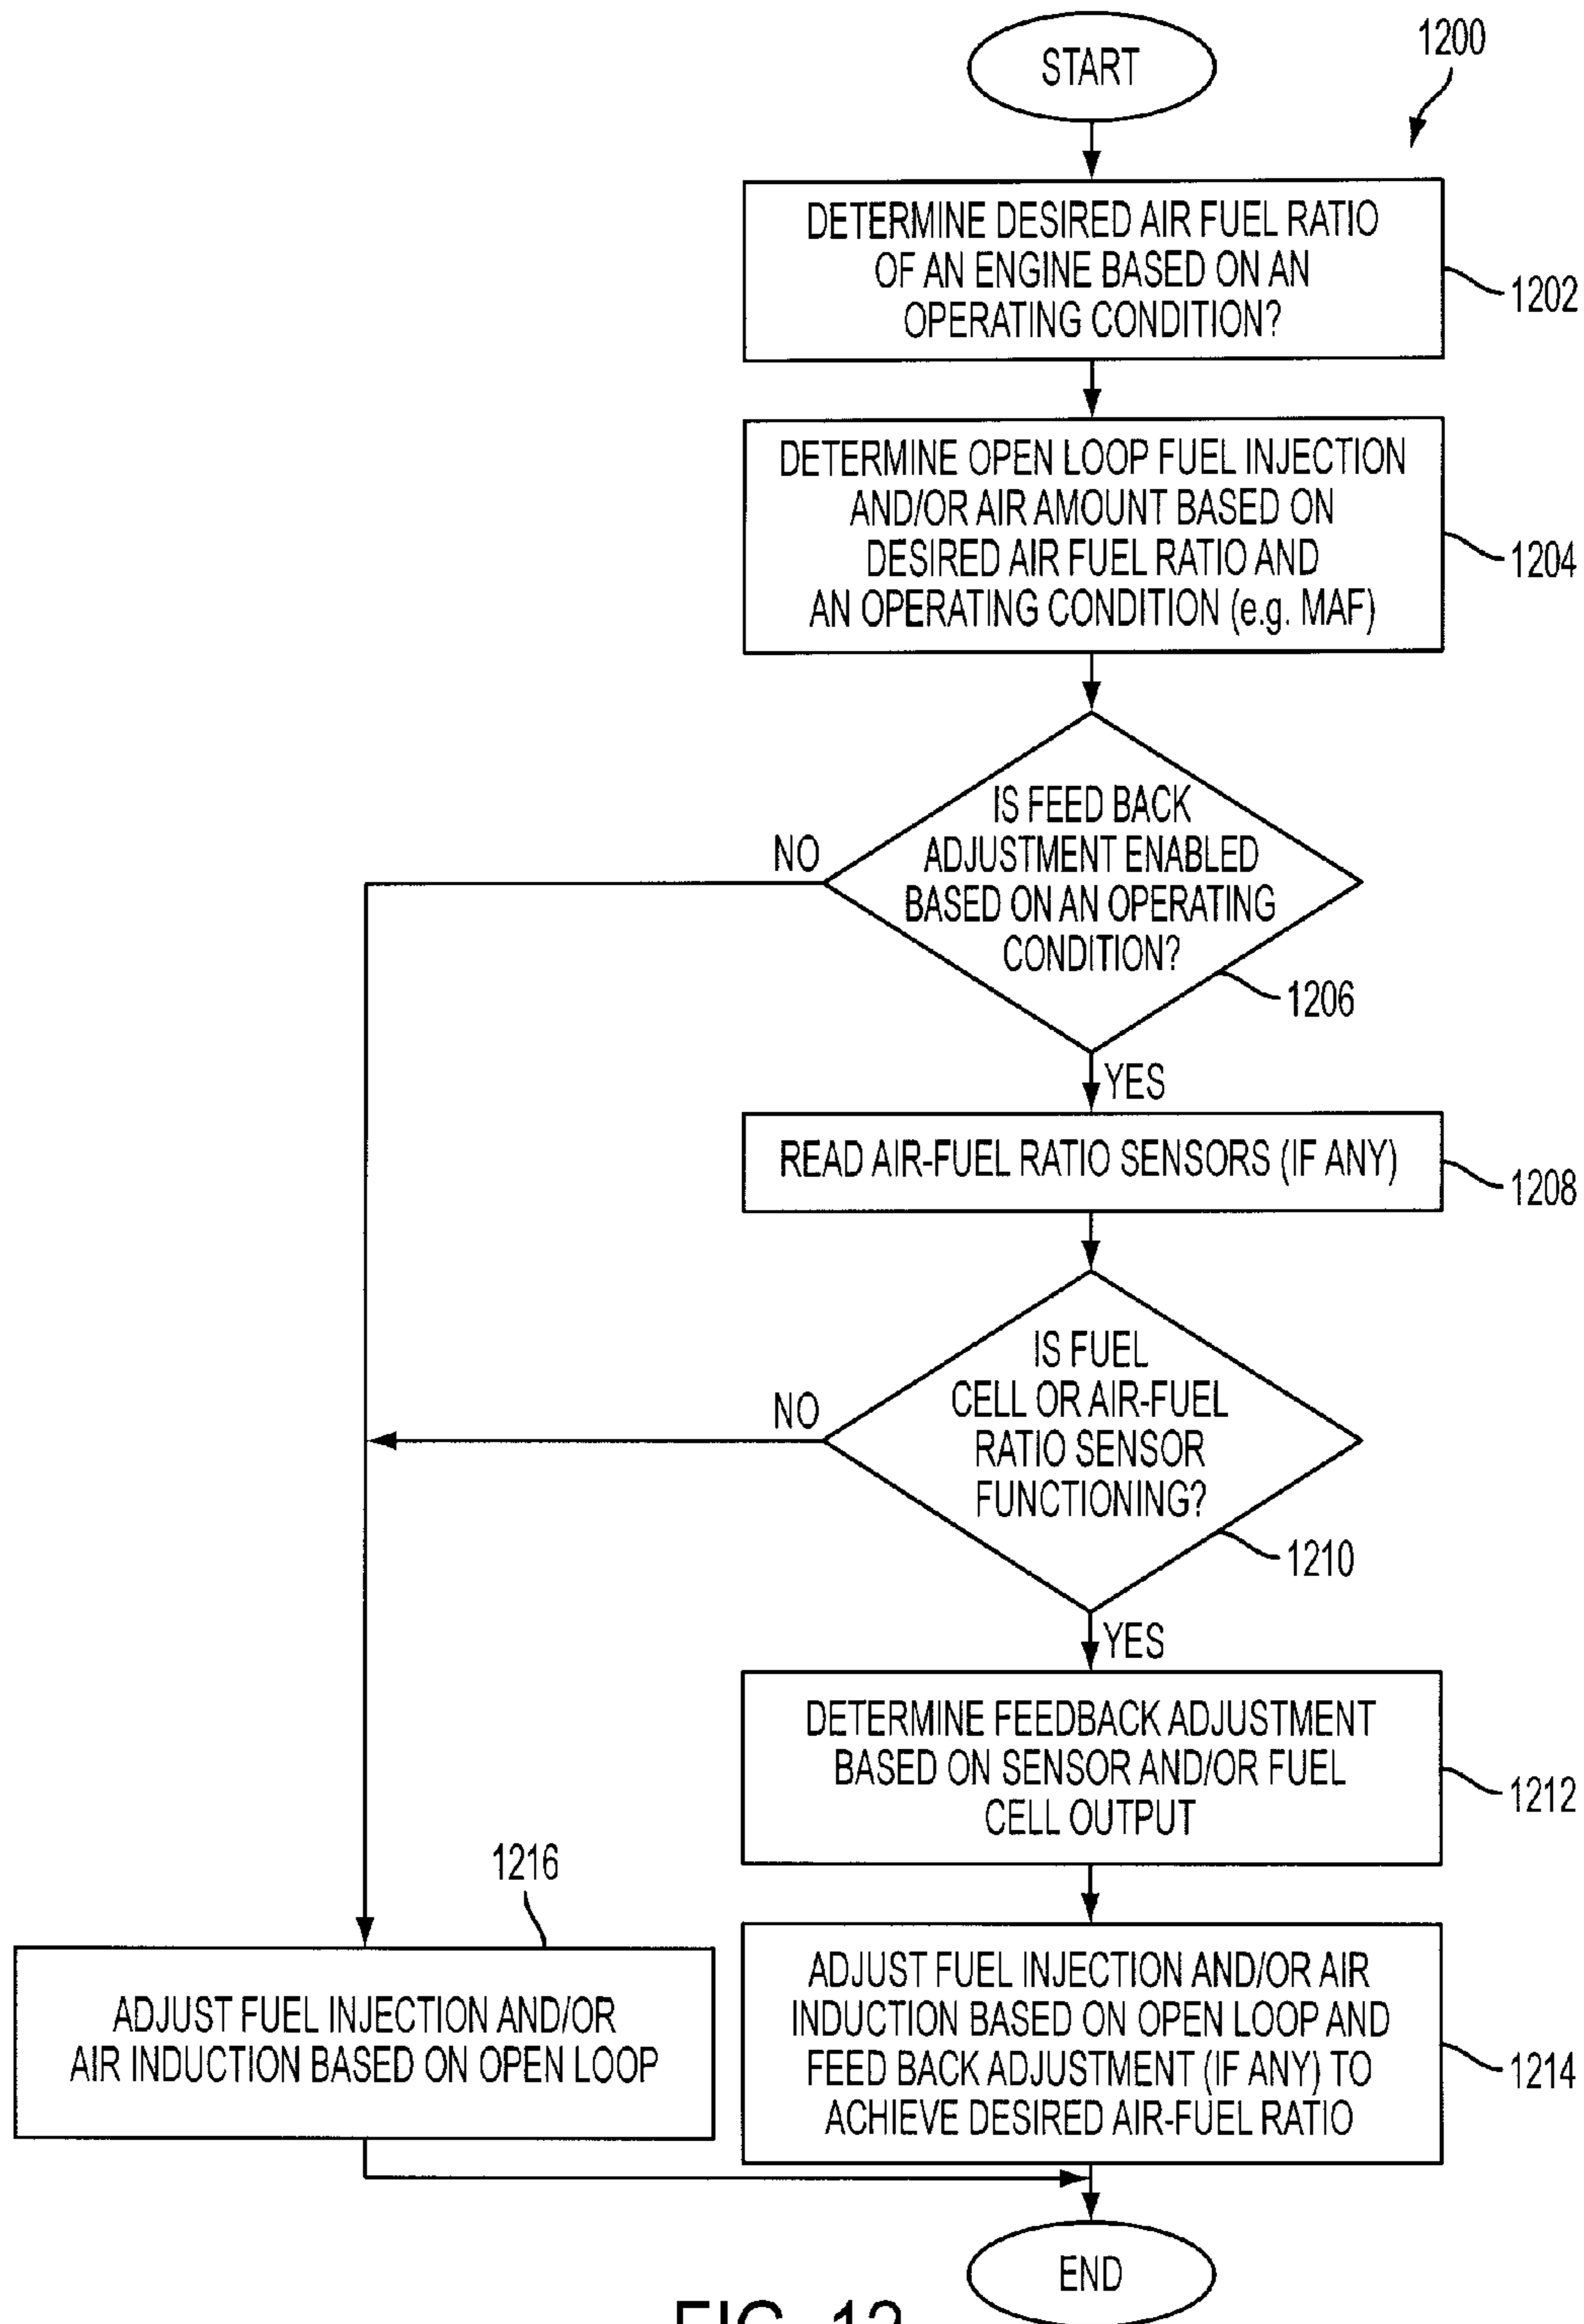 START
1200
DETERMINE DESIRED AIR FUEL RATIO
OF AN ENGINE BASED ON AN
OPERATING CONDITION?
1202
DETERMINE OPEN LOOP FUEL INJECTION
AND/OR AIR AMOUNT BASED ON
DESIRED AIR FUEL RATIO AND
AN OPERATING CONDITION (e.g. MAF)
1204
IS FEED BACK
ADJUSTMENT ENABLED
BASED ON AN OPERATING
CONDITION?
NO
1206
YES
READ AIR-FUEL RATIO SENSORS (IF ANY)
1208
IS FUEL
CELL OR AIR-FUEL
RATIO SENSOR
FUNCTIONING?
NO
1210
YES
DETERMINE FEEDBACK ADJUSTMENT
BASED ON SENSOR AND/OR FUEL
CELL OUTPUT
1212
1216
ADJUST FUEL INJECTION AND/OR
AIR INDUCTION BASED ON OPEN LOOP
ADJUST FUEL INJECTION AND/OR AIR
INDUCTION BASED ON OPEN LOOP AND
FEED BACK ADJUSTMENT (IF ANY) TO
ACHIEVE DESIRED AIR-FUEL RATIO
1214
END
FIG. 12